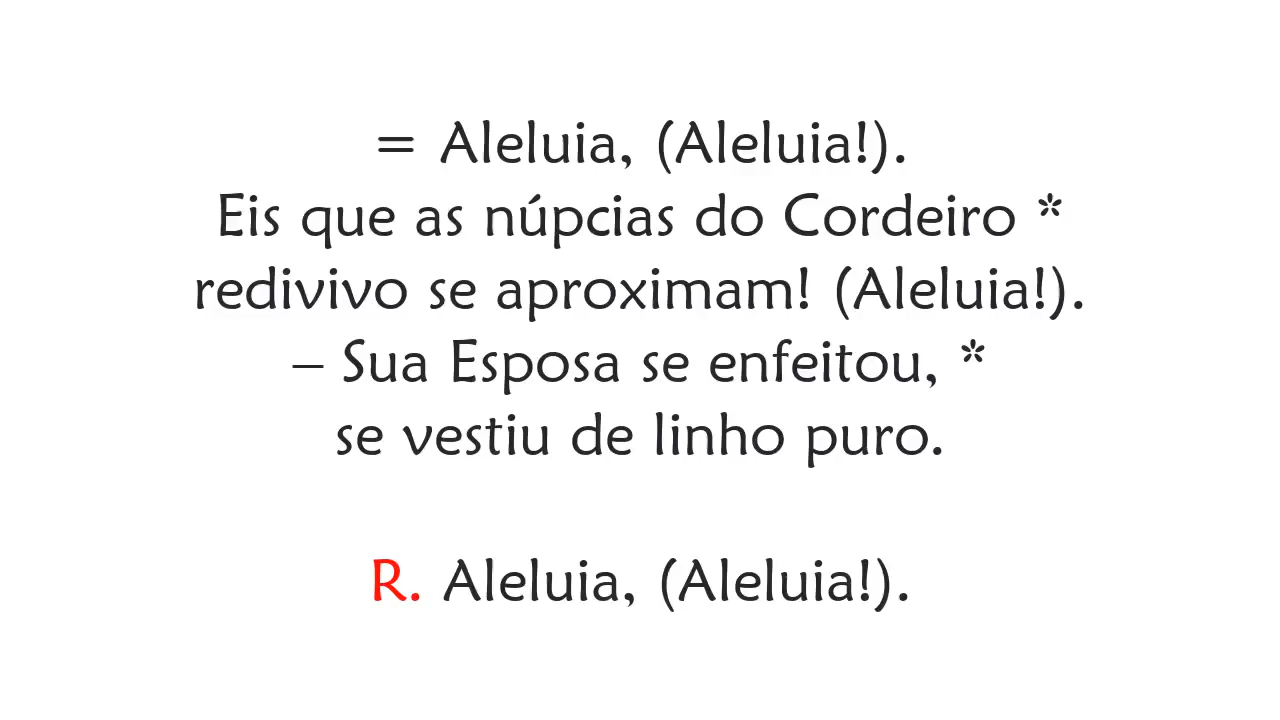 = Aleluia, (Aleluia!).
Eis que as núpcias do Cordeiro *
redivivo se aproximam! (Aleluia!).
– Sua Esposa se enfeitou, *
se vestiu de linho puro.
R. Aleluia, (Aleluia!).